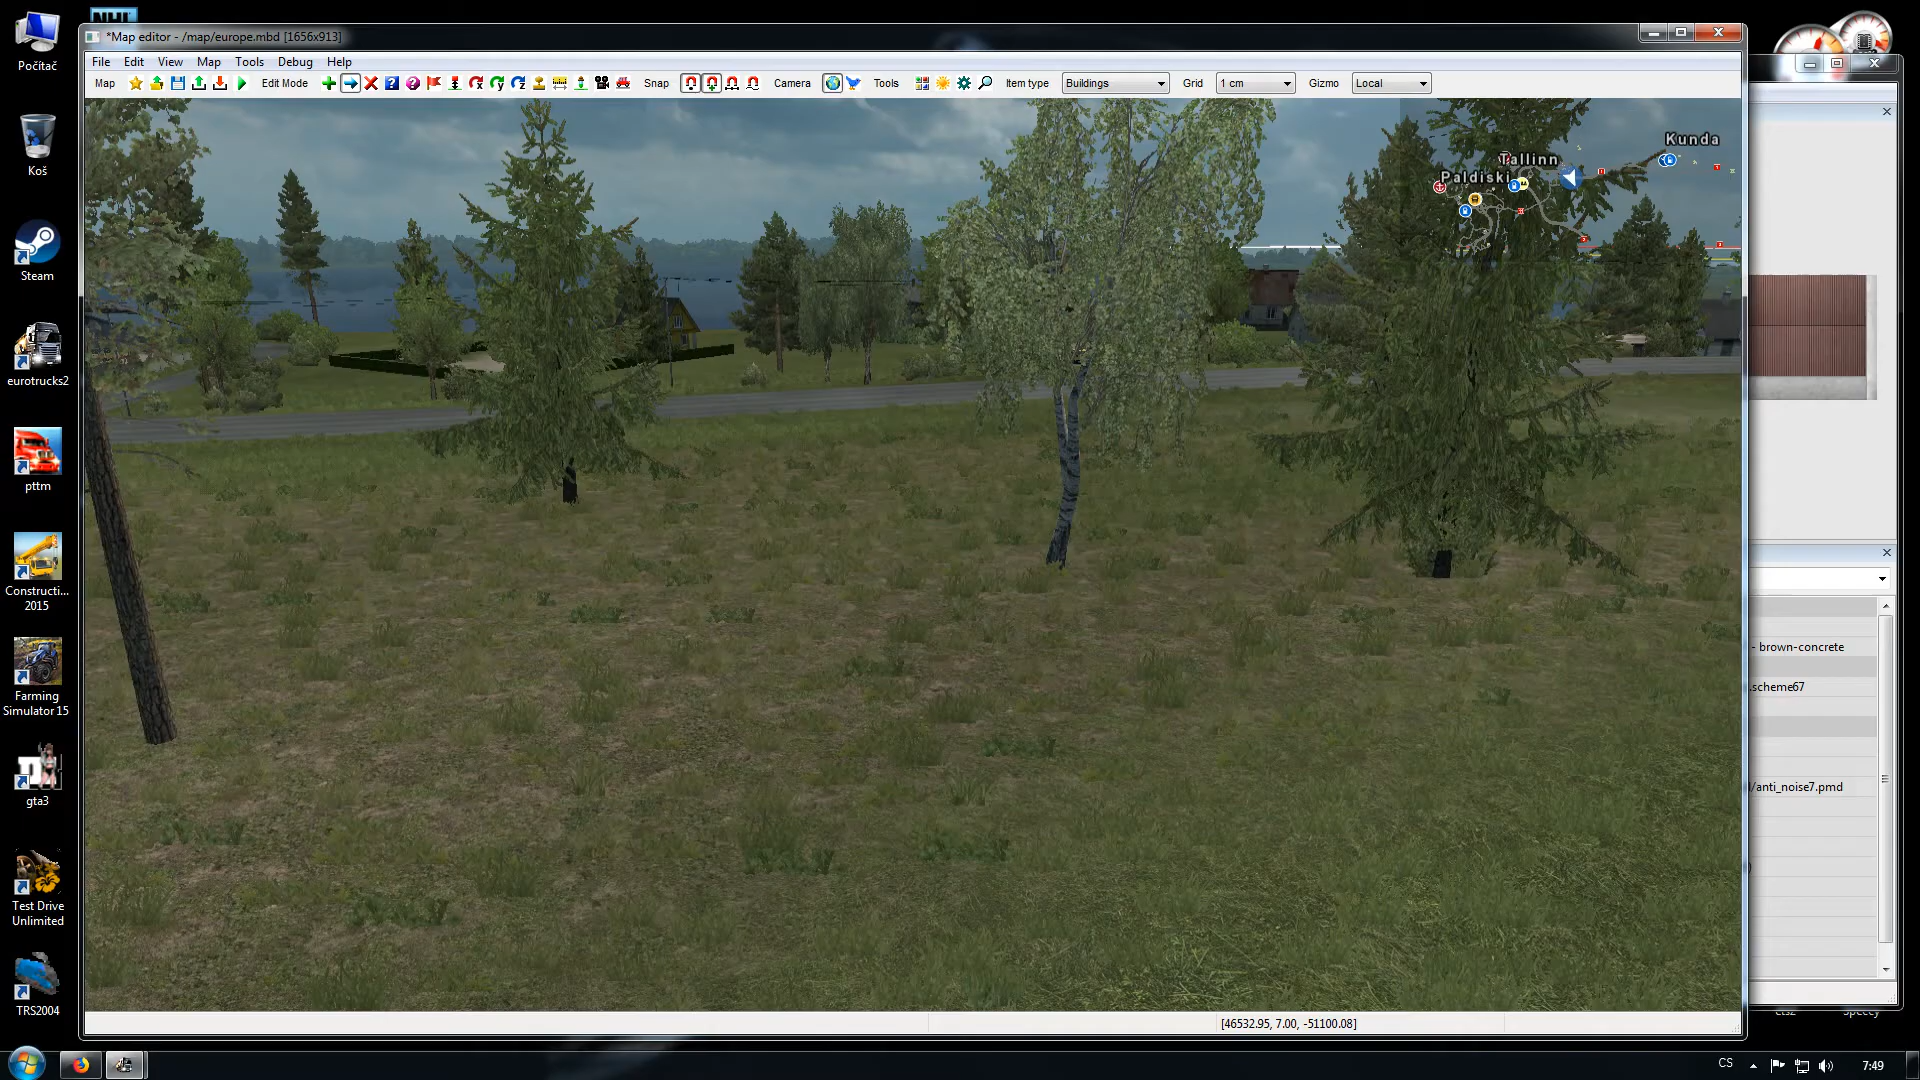 *Map editor - /map/europe.mbd [1656x913]
File Edit View Map Tools Debug Help
Map Edit Mode Snap Camera Tools Item type Buildings Grid 1 cm Gizmo Local
Počítač
Koš
Steam
eurotrucks2
pttm
Constructi...
2015
Farming
Simulator 15
gta3
Test Drive
Unlimited
TRS2004
Kunda
Tallinn
Paldiski
- brown-concrete
.scheme67
/anti_noise7.pmd
[46532.95, 7.00, -51100.08]
CS
7:49